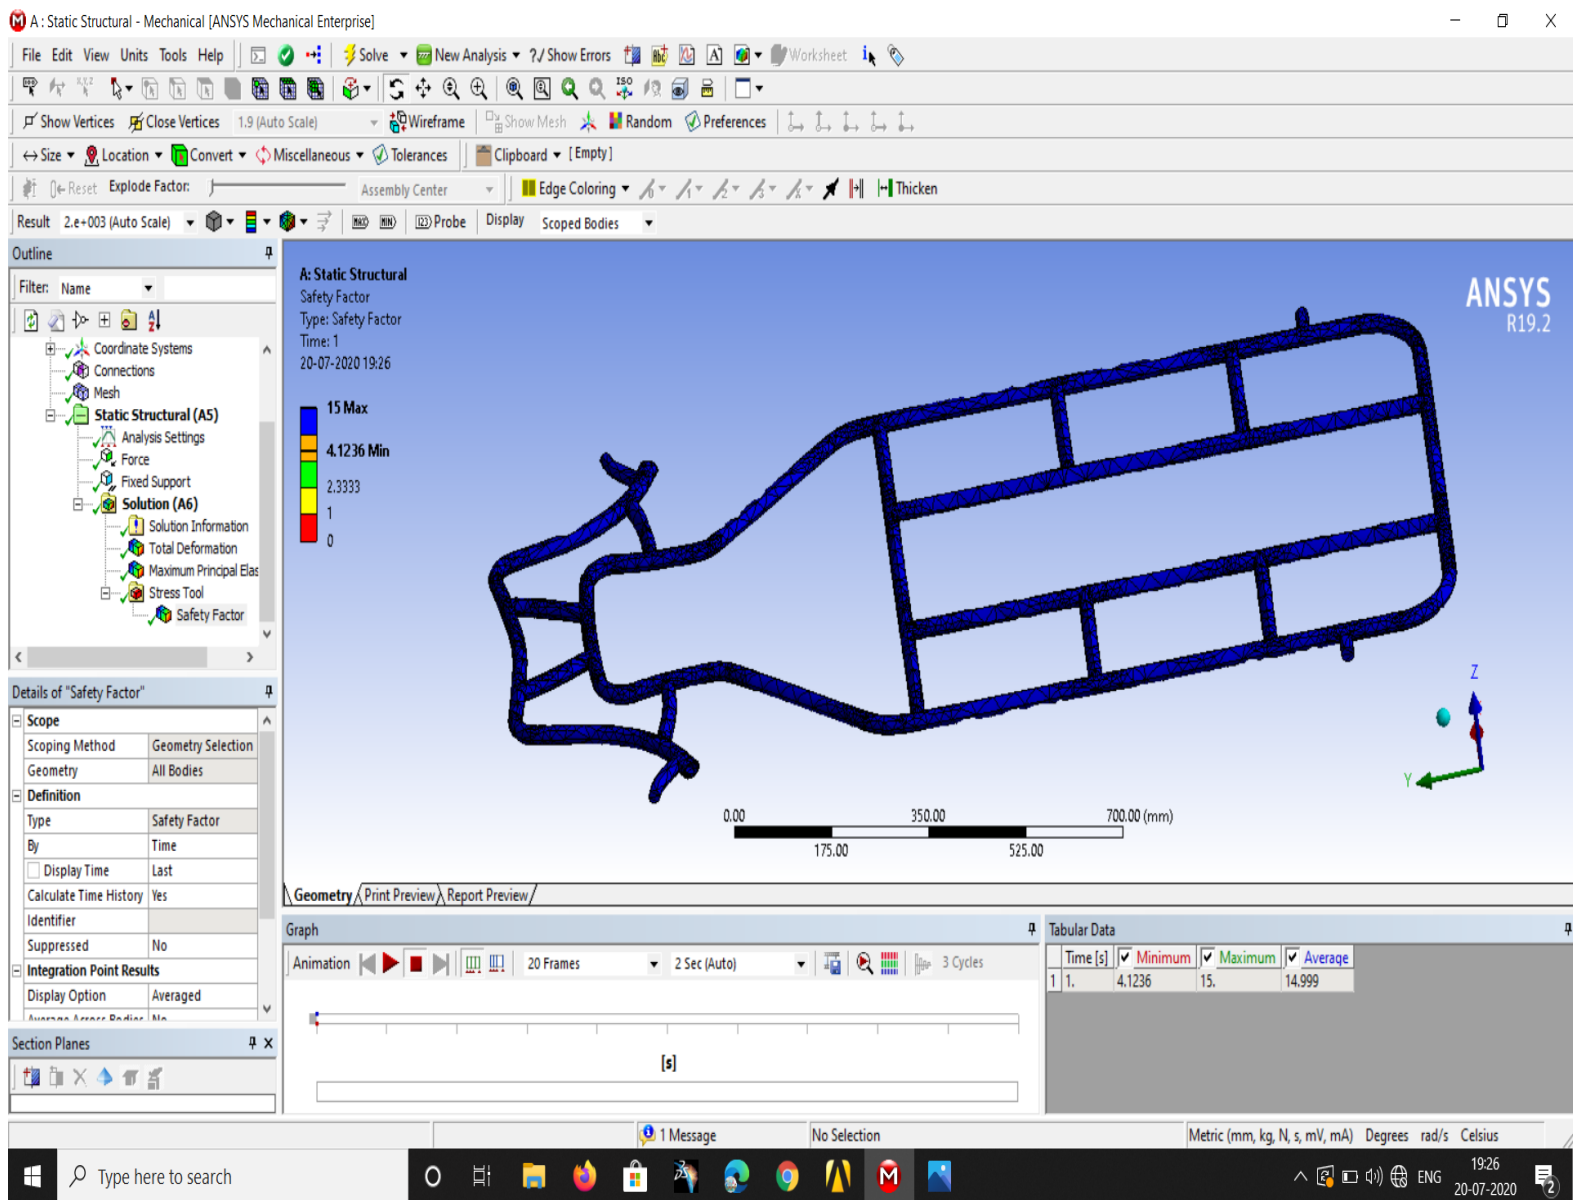 A : Static Structural - Mechanical [ANSYS Mechanical Enterprise]
File Edit View Units Tools Help Solve New Analysis ?./ Show Errors Worksheet
Show Vertices Close Vertices 1.9 (Auto Scale) Wireframe Show Mesh Random Preferences
Size Location Convert Miscellaneous Tolerances Clipboard [ Empty ]
Reset Explode Factor: Assembly Center Edge Coloring Thicken
Result 2.e+003 (Auto Scale) MAX MIN Probe Display Scoped Bodies
Outline
Filter: Name
Coordinate Systems
Connections
Mesh
Static Structural (A5)
Analysis Settings
Force
Fixed Support
Solution (A6)
Solution Information
Total Deformation
Maximum Principal Elas
Stress Tool
Safety Factor
Details of "Safety Factor"
Scope
Scoping Method Geometry Selection
Geometry All Bodies
Definition
Type Safety Factor
By Time
Display Time Last
Calculate Time History Yes
Identifier
Suppressed No
Integration Point Results
Display Option Averaged
Average Across Bodies No
Section Planes
A: Static Structural
Safety Factor
Type: Safety Factor
Time: 1
20-07-2020 19:26
15 Max
4.1236 Min
2.3333
1
0
ANSYS
R19.2
Z
Y
0.00 350.00 700.00 (mm)
175.00 525.00
Geometry Print Preview Report Preview
Graph
Animation 20 Frames 2 Sec (Auto) 3 Cycles
[s]
Tabular Data
Time [s] Minimum Maximum Average
1 1. 4.1236 15. 14.999
1 Message No Selection Metric (mm, kg, N, s, mV, mA) Degrees rad/s Celsius
Type here to search
ENG
19:26
20-07-2020
2